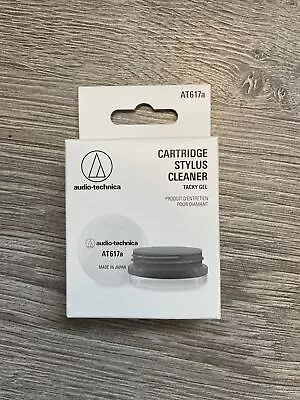 AT617a
audio-technica
CARTRIDGE
STYLUS
CLEANER
TACKY GEL
PRODUIT D'ENTRETIEN
POUR DIAMANT
audio-technica
AT617a
MADE IN JAPAN